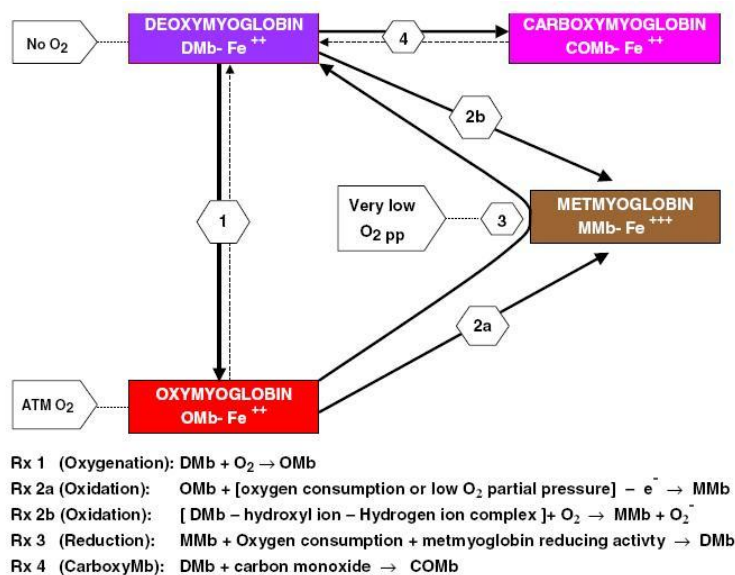 DEOXYMYOGLOBIN
DMb- Fe ++
CARBOXYMYOGLOBIN
COMb- Fe ++
No O2
4
2b
1
Very low
O2 pp
3
METMYOGLOBIN
MMb- Fe +++
2a
ATM O2
OXYMYOGLOBIN
OMb- Fe ++
Rx 1 (Oxygenation): DMb + O2 → OMb
Rx 2a (Oxidation): OMb + [oxygen consumption or low O2 partial pressure] – e- → MMb
Rx 2b (Oxidation): [ DMb – hydroxyl ion – Hydrogen ion complex ]+ O2 → MMb + O2-
Rx 3 (Reduction): MMb + Oxygen consumption + metmyoglobin reducing activty → DMb
Rx 4 (CarboxyMb): DMb + carbon monoxide → COMb